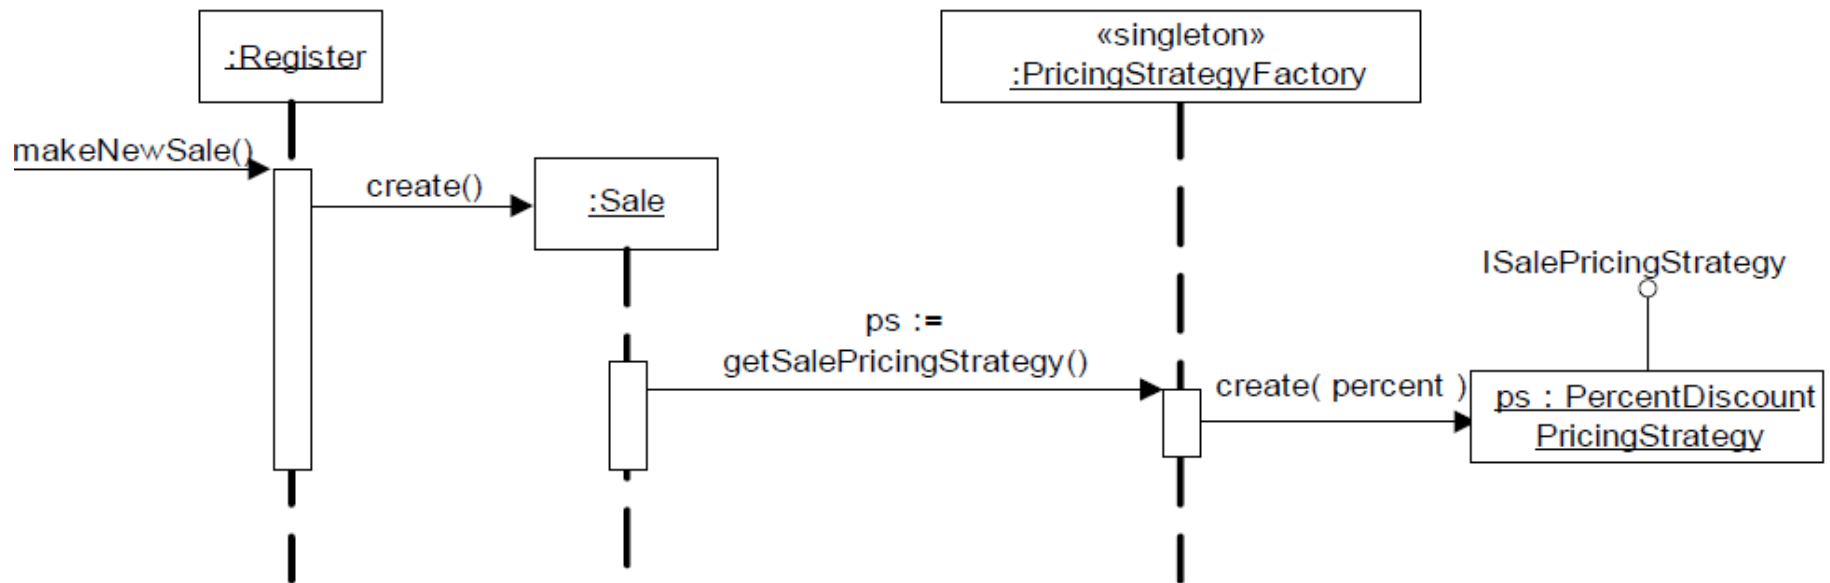 :Register
«singleton»
:PricingStrategyFactory
makeNewSale()
create()
:Sale
ISalePricingStrategy
ps :=
getSalePricingStrategy()
create( percent )
ps : PercentDiscount
PricingStrategy